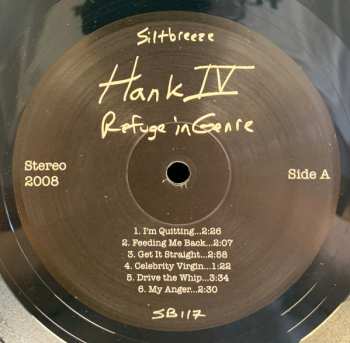 Siltbreeze
Hank IV
Refuge in Genre
Stereo
2008
Side A
1. I'm Quitting...2:26
2. Feeding Me Back...2:07
3. Get It Straight...2:58
4. Celebrity Virgin...1:22
5. Drive the Whip...3:34
6. My Anger...2:30
SB117